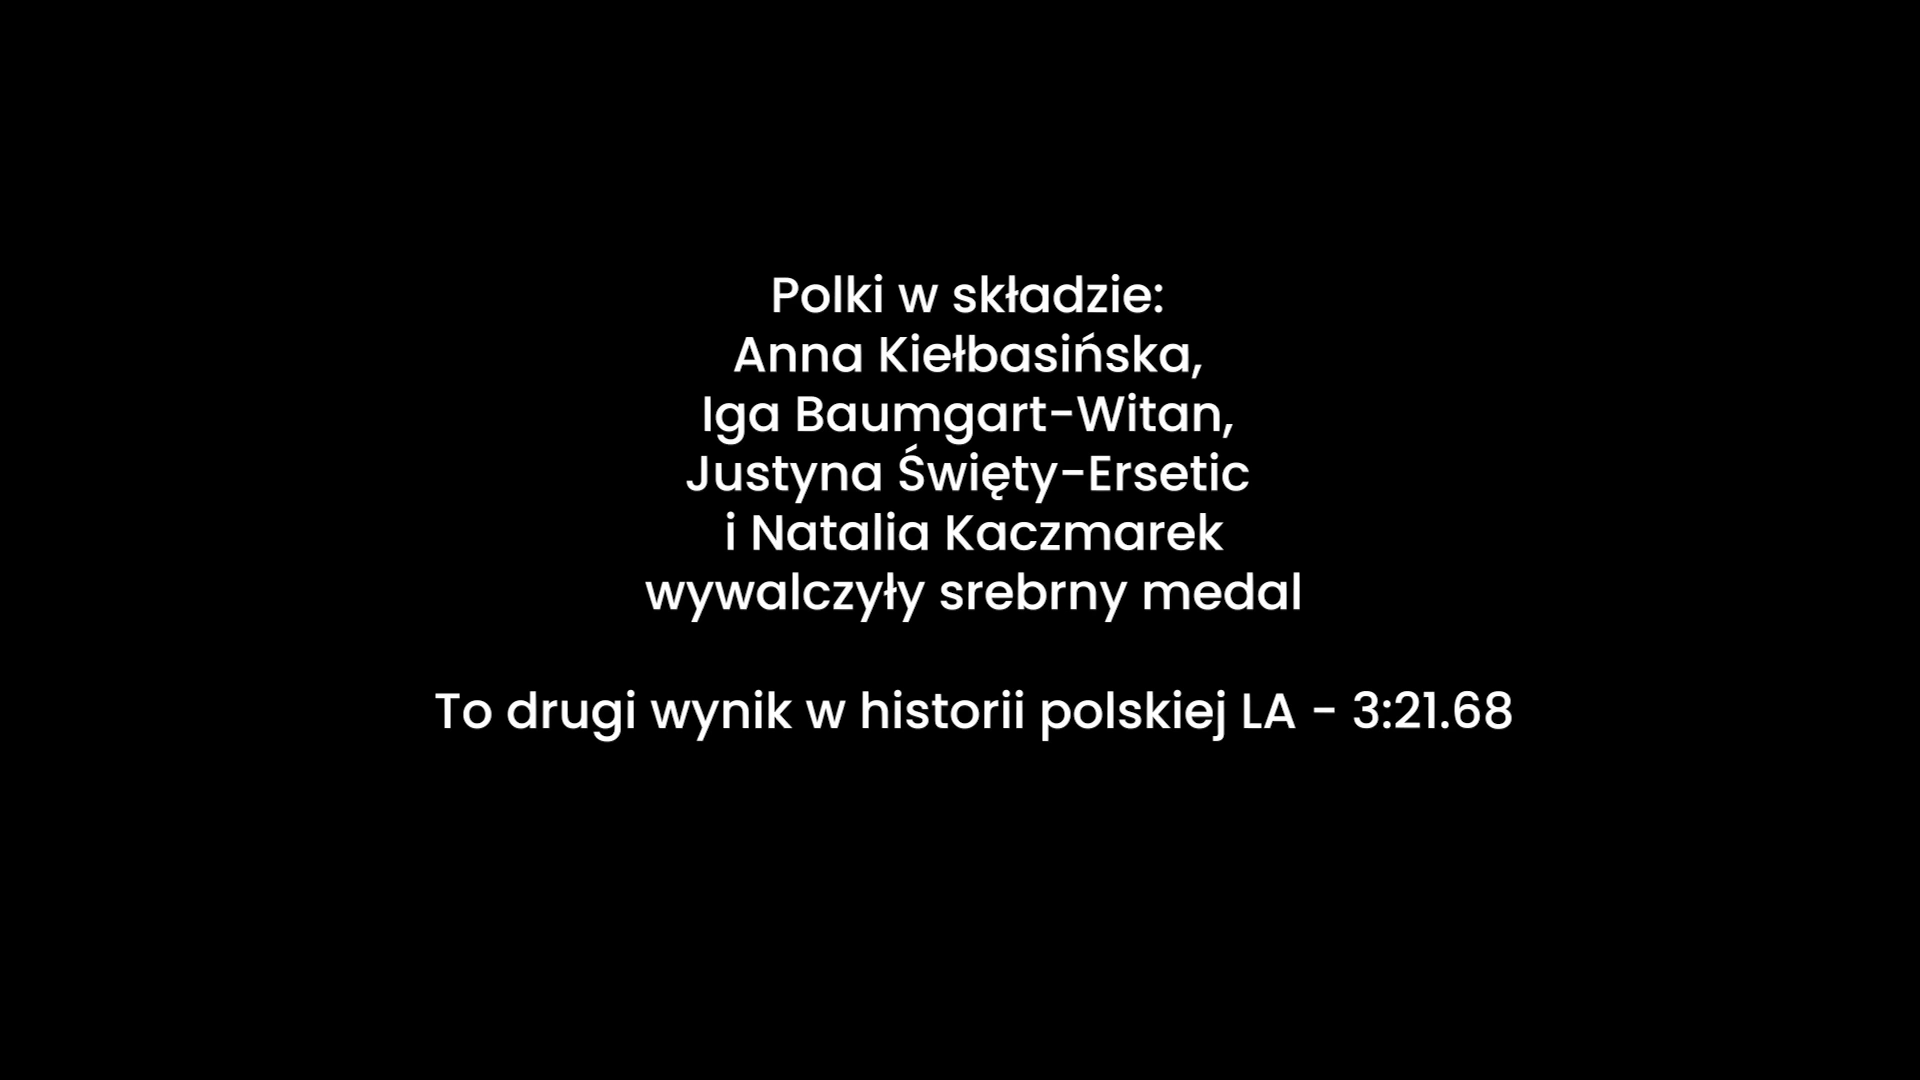 Polki w składzie:
Anna Kiełbasińska,
Iga Baumgart-Witan,
Justyna Święty-Ersetic
i Natalia Kaczmarek
wywalczyły srebrny medal
To drugi wynik w historii polskiej LA - 3:21.68